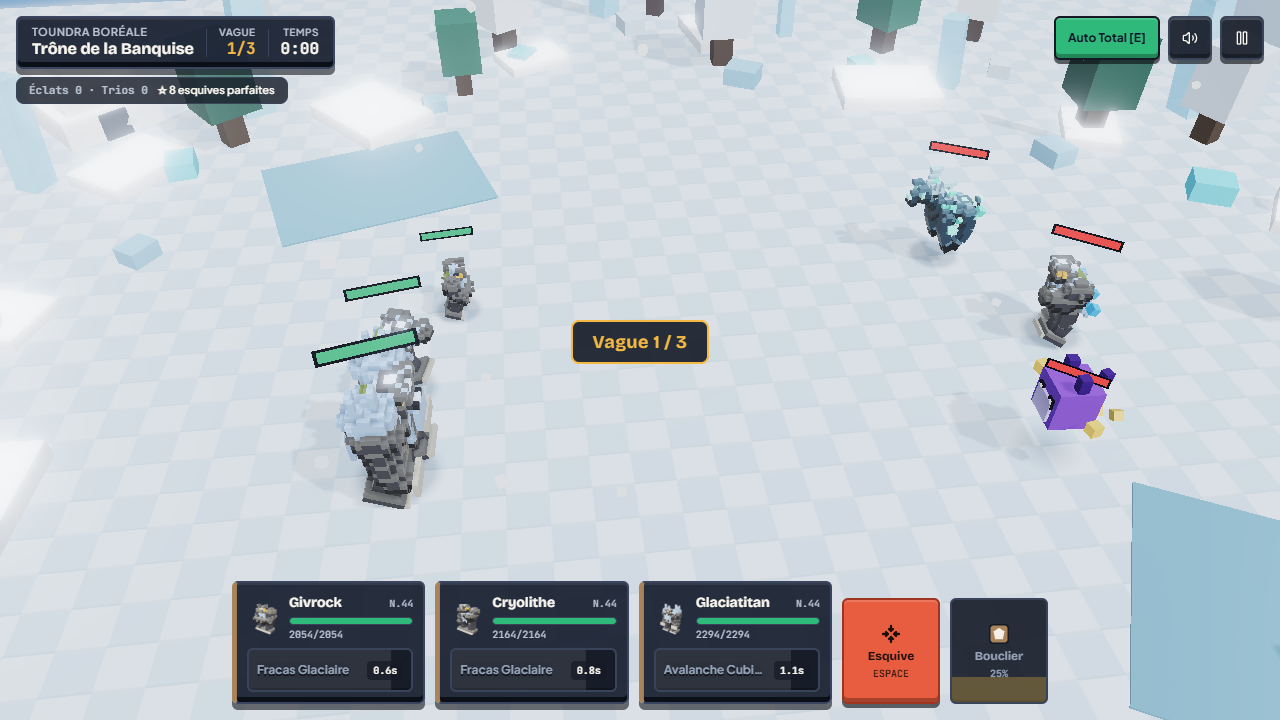 TOUNDRA BORÉALE
Trône de la Banquise
VAGUE
1/3
TEMPS
0:00
Auto Total [E]
Éclats 0 · Trios 0 ★ 8 esquives parfaites
Vague 1 / 3
Givrock N.44
2054/2054
Fracas Glaciaire 0.6s
Cryolithe N.44
2164/2164
Fracas Glaciaire 0.8s
Glaciatitan N.44
2294/2294
Avalanche Cubi... 1.1s
Esquive
ESPACE
Bouclier
25%